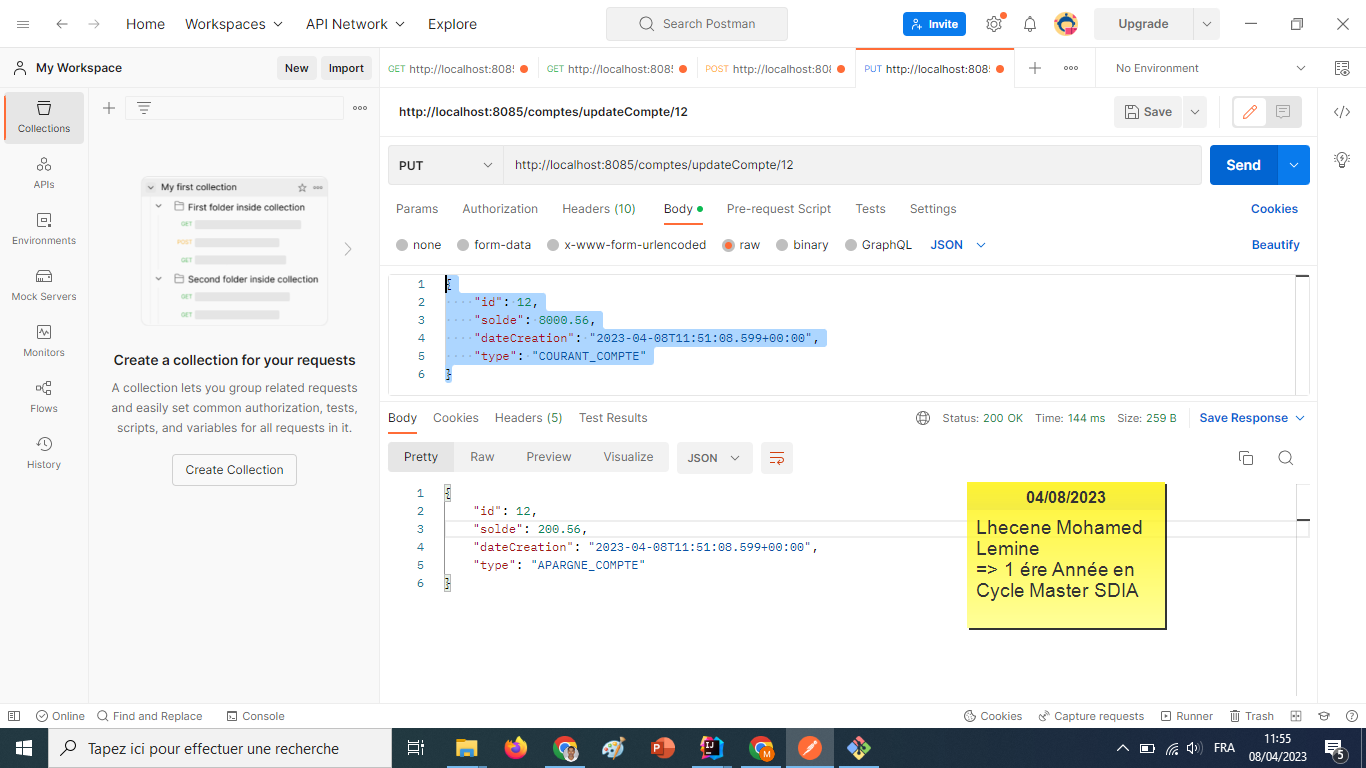 Home
Workspaces
API Network
Explore
Search Postman
Invite
Upgrade
My Workspace
New
Import
GET http://localhost:8085
GET http://localhost:8085
POST http://localhost:808
PUT http://localhost:8085
No Environment
Collections
APIs
Environments
Mock Servers
Monitors
Flows
History
My first collection
First folder inside collection
GET
POST
GET
Second folder inside collection
GET
GET
Create a collection for your requests
A collection lets you group related requests
and easily set common authorization, tests,
scripts, and variables for all requests in it.
Create Collection
http://localhost:8085/comptes/updateCompte/12
Save
PUT
http://localhost:8085/comptes/updateCompte/12
Send
Params
Authorization
Headers (10)
Body
Pre-request Script
Tests
Settings
Cookies
none
form-data
x-www-form-urlencoded
raw
binary
GraphQL
JSON
Beautify
1 {
2 "id": 12,
3 "solde": 8000.56,
4 "dateCreation": "2023-04-08T11:51:08.599+00:00",
5 "type": "COURANT_COMPTE"
6 }
Body
Cookies
Headers (5)
Test Results
Status: 200 OK
Time: 144 ms
Size: 259 B
Save Response
Pretty
Raw
Preview
Visualize
JSON
1 {
2 "id": 12,
3 "solde": 200.56,
4 "dateCreation": "2023-04-08T11:51:08.599+00:00",
5 "type": "APARGNE_COMPTE"
6 }
04/08/2023
Lhecene Mohamed
Lemine
=> 1 ére Année en
Cycle Master SDIA
Online
Find and Replace
Console
Cookies
Capture requests
Runner
Trash
Tapez ici pour effectuer une recherche
FRA
11:55
08/04/2023
5